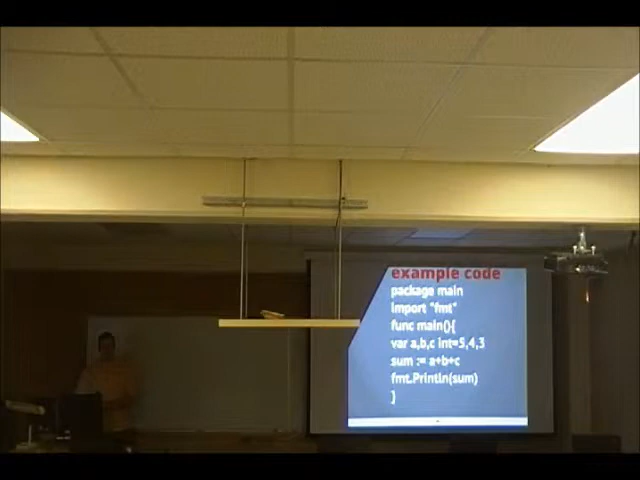 example code
package main
import "fmt"
func main(){
var a,b,c int=5,4,3
sum := a+b+c
fmt.Println(sum)
}